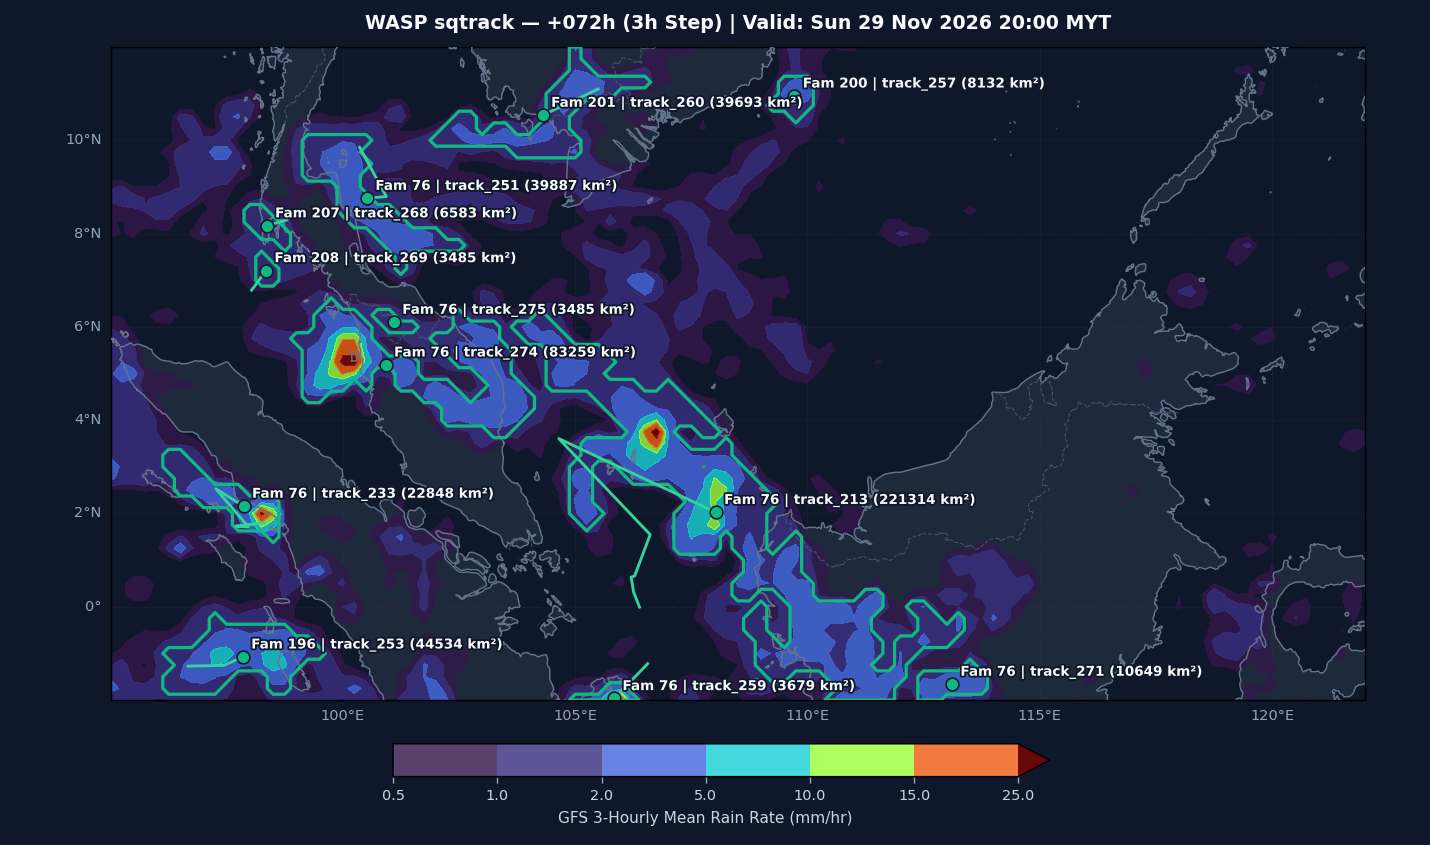 WASP sqtrack — +072h (3h Step) | Valid: Sun 29 Nov 2026 20:00 MYT
Fam 200 | track_257 (8132 km²)
Fam 201 | track_260 (39693 km²)
10°N
Fam 76 | track_251 (39887 km²)
Fam 207 | track_268 (6583 km²)
8°N
Fam 208 | track_269 (3485 km²)
Fam 76 | track_275 (3485 km²)
6°N
Fam 76 | track_274 (83259 km²)
4°N
Fam 76 | track_233 (22848 km²)
Fam 76 | track_213 (221314 km²)
2°N
0°
Fam 196 | track_253 (44534 km²)
Fam 76 | track_271 (10649 km²)
Fam 76 | track_259 (3679 km²)
100°E 105°E 110°E 115°E 120°E
0.5 1.0 2.0 5.0 10.0 15.0 25.0
GFS 3-Hourly Mean Rain Rate (mm/hr)